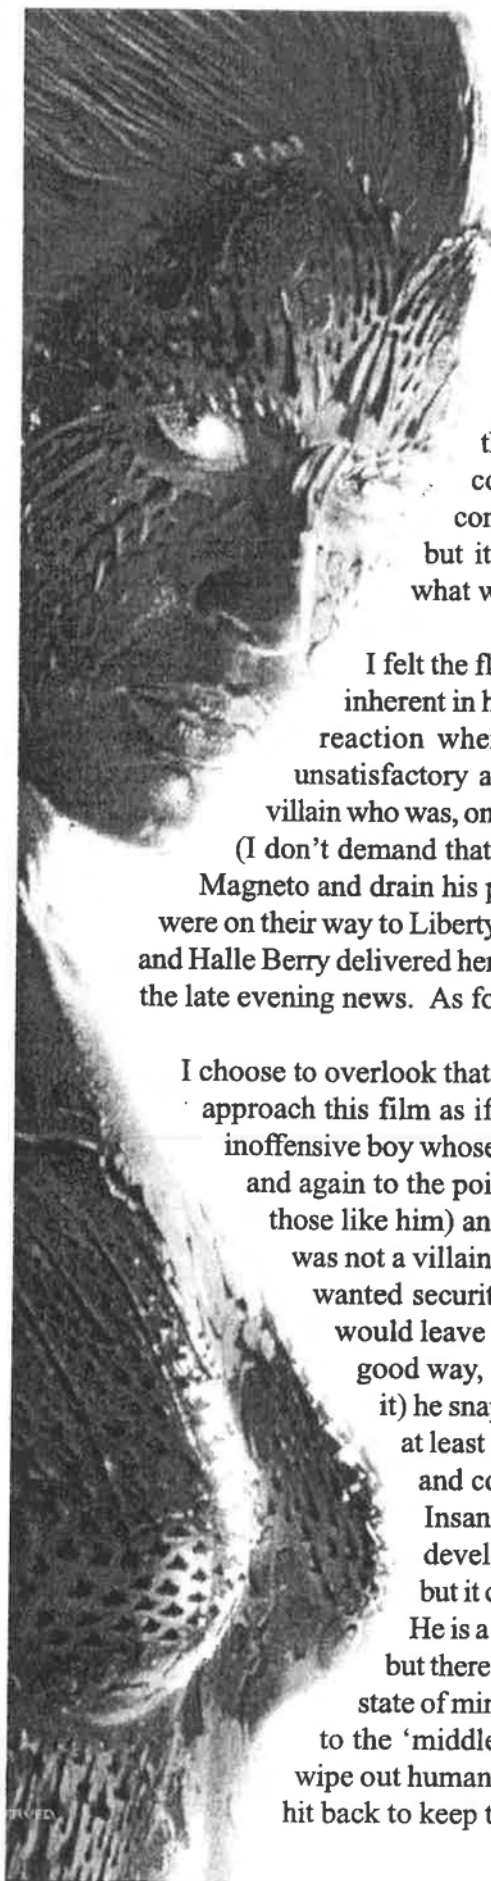 but it
what w
I felt the fl
inherent in h
reaction when
unsatisfactory a
villain who was, on
(I don't demand that
Magneto and drain his p
were on their way to Liberty
and Halle Berry delivered her
the late evening news. As fo
I choose to overlook that
approach this film as if
inoffensive boy whose
and again to the poi
those like him) an
was not a villain
wanted securit
would leave
good way,
it) he snap
at least
and co
Insan
devel
but it c
He is a
but there
state of min
to the 'middle
wipe out human
hit back to keep t